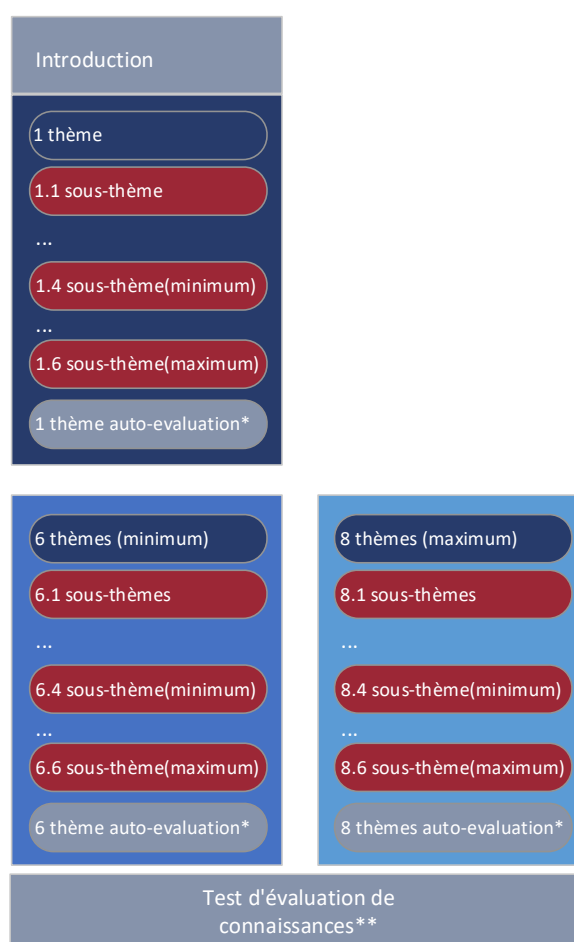 Introduction
1 thème
1.1 sous-thème
...
1.4 sous-thème(minimum)
...
1.6 sous-thème(maximum)
1 thème auto-evaluation*
6 thèmes (minimum)
6.1 sous-thèmes
...
6.4 sous-thème(minimum)
...
6.6 sous-thème(maximum)
6 thème auto-evaluation*
8 thèmes (maximum)
8.1 sous-thèmes
...
8.4 sous-thème(minimum)
...
8.6 sous-thème(maximum)
8 thèmes auto-evaluation*
Test d'évaluation de
connaissances**